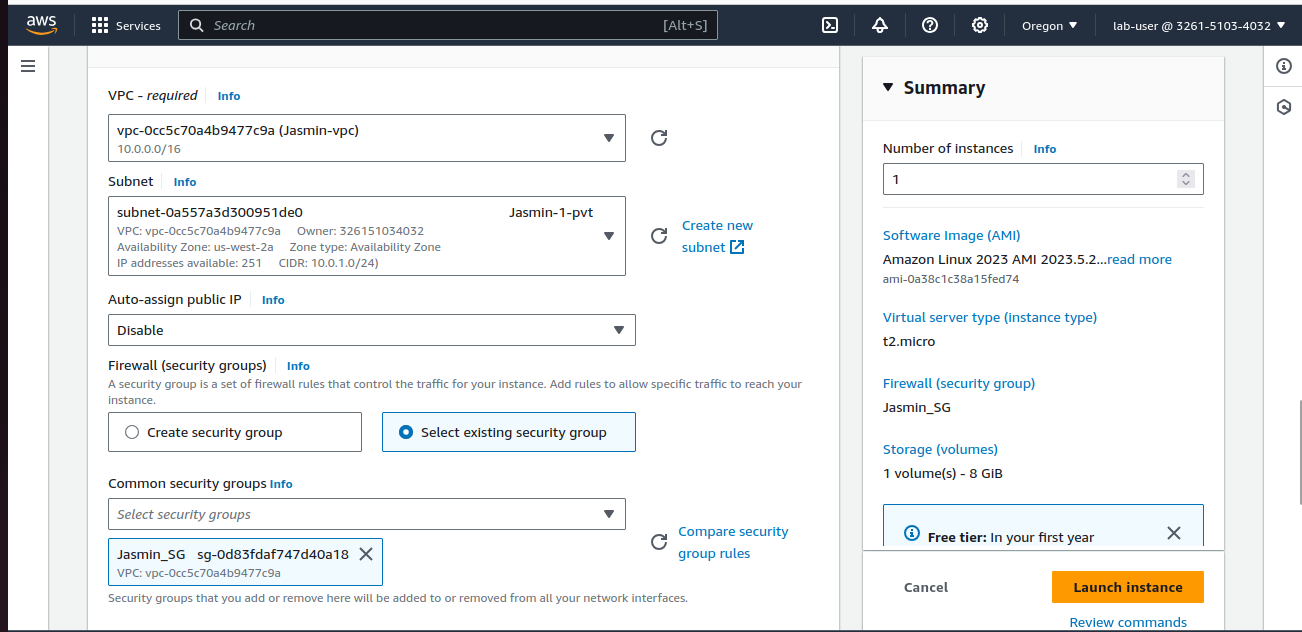 aws
Services
Search [Alt+S]
Oregon
lab-user @ 3261-5103-4032
VPC - required Info
vpc-0cc5c70a4b9477c9a (Jasmin-vpc)
10.0.0.0/16
Subnet Info
subnet-0a557a3d300951de0 Jasmin-1-pvt
VPC: vpc-0cc5c70a4b9477c9a Owner: 326151034032
Availability Zone: us-west-2a Zone type: Availability Zone
IP addresses available: 251 CIDR: 10.0.1.0/24)
Create new
subnet
Auto-assign public IP Info
Disable
Firewall (security groups) Info
A security group is a set of firewall rules that control the traffic for your instance. Add rules to allow specific traffic to reach your
instance.
Create security group
Select existing security group
Common security groups Info
Select security groups
Jasmin_SG sg-0d83fdaf747d40a18
VPC: vpc-0cc5c70a4b9477c9a
Compare security
group rules
Security groups that you add or remove here will be added to or removed from all your network interfaces.
Summary
Number of instances Info
1
Software Image (AMI)
Amazon Linux 2023 AMI 2023.5.2...read more
ami-0a38c1c38a15fed74
Virtual server type (instance type)
t2.micro
Firewall (security group)
Jasmin_SG
Storage (volumes)
1 volume(s) - 8 GiB
Free tier: In your first year
Cancel
Launch instance
Review commands